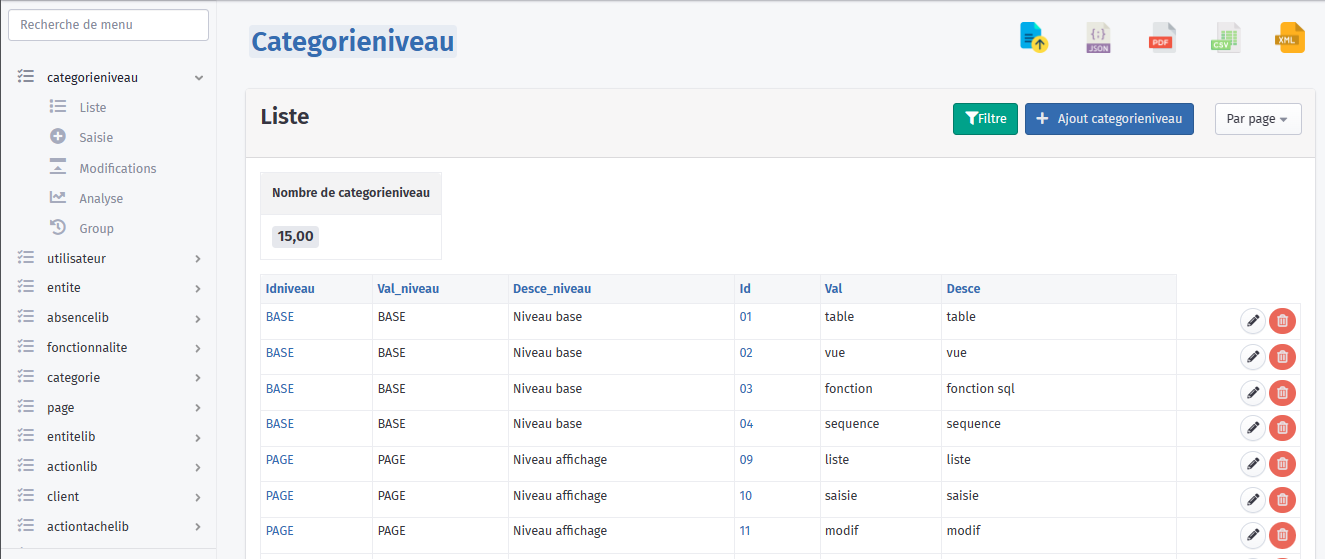 Recherche de menu
categorieniveau
Liste
Saisie
Modifications
Analyse
Group
utilisateur
entite
absencelib
fonctionnalite
categorie
page
entitelib
actionlib
client
actiontachelib
Categorieniveau
{:} JSON
PDF
CSV
XML
Liste
Filtre
Ajout categorieniveau
Par page
Nombre de categorieniveau
15,00
Idniveau Val_niveau Desce_niveau Id Val Desce
BASE BASE Niveau base 01 table table
BASE BASE Niveau base 02 vue vue
BASE BASE Niveau base 03 fonction fonction sql
BASE BASE Niveau base 04 sequence sequence
PAGE PAGE Niveau affichage 09 liste liste
PAGE PAGE Niveau affichage 10 saisie saisie
PAGE PAGE Niveau affichage 11 modif modif